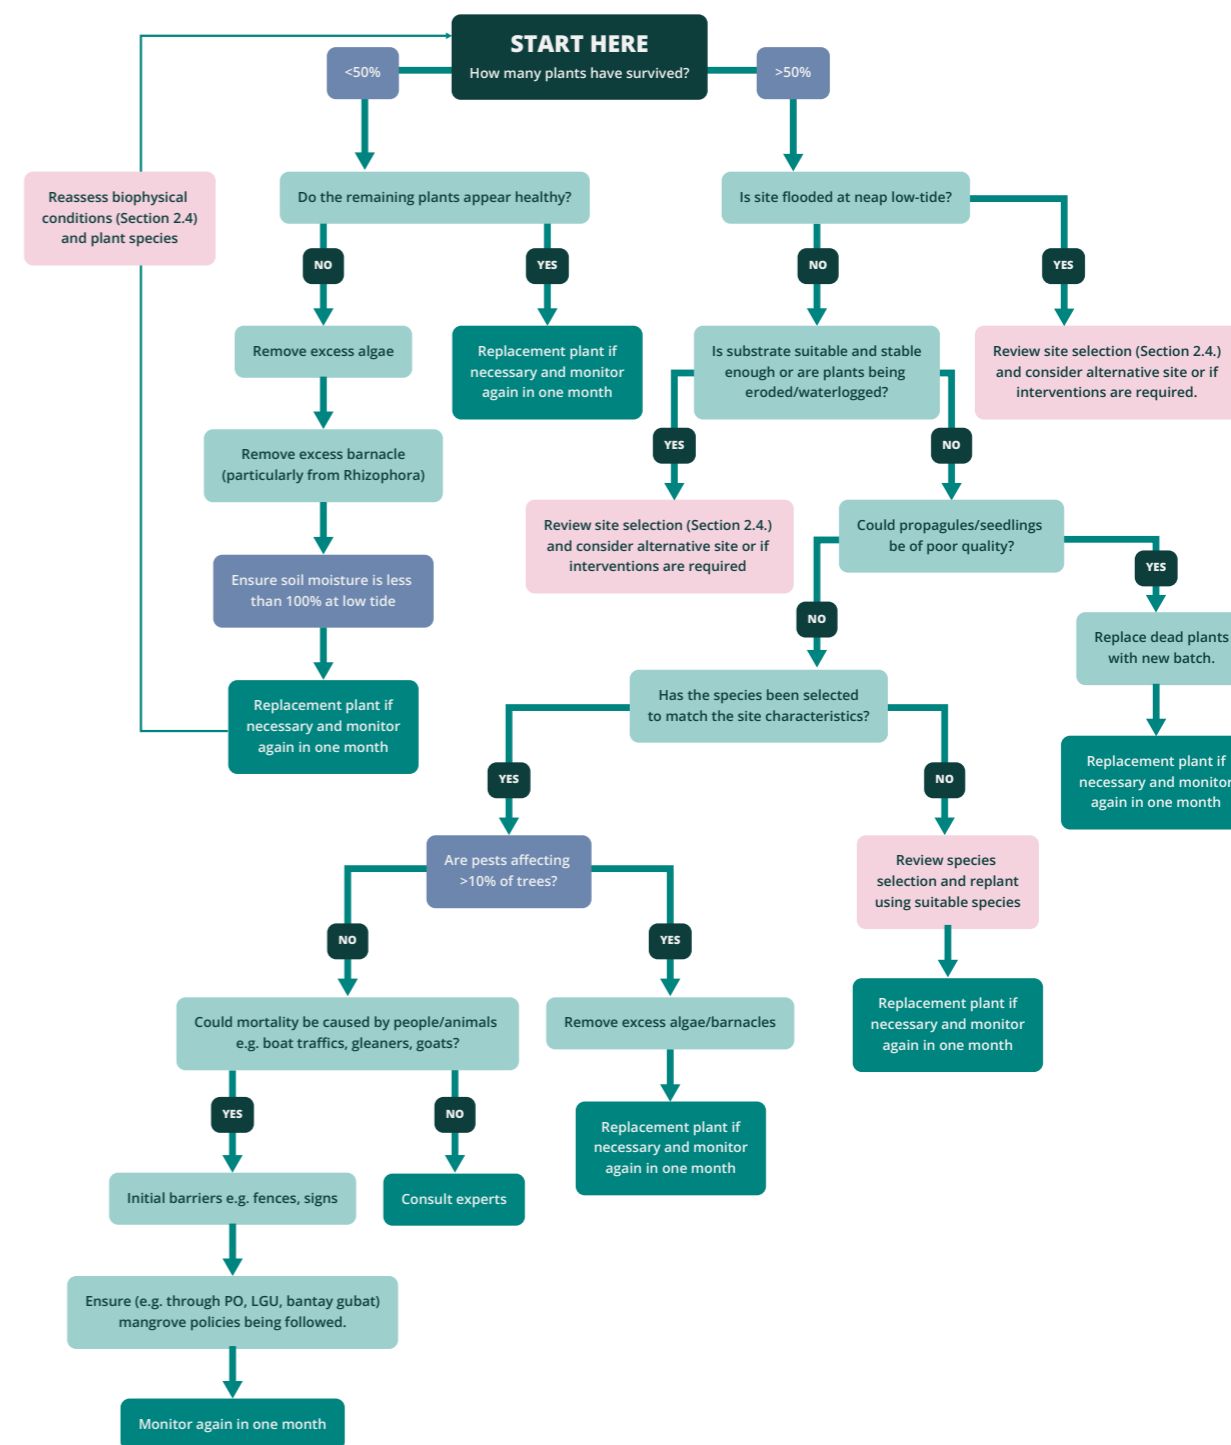 START HERE
How many plants have survived?
<50%
>50%
Reassess biophysical
conditions (Section 2.4)
and plant species
Do the remaining plants appear healthy?
Is site flooded at neap low-tide?
NO
YES
NO
YES
Remove excess algae
Replacement plant if
necessary and monitor
again in one month
Is substrate suitable and stable
enough or are plants being
eroded/waterlogged?
Review site selection (Section 2.4.)
and consider alternative site or if
interventions are required.
Remove excess barnacle
(particularly from Rhizophora)
YES
NO
Ensure soil moisture is less
than 100% at low tide
Review site selection (Section 2.4.)
and consider alternative site or if
interventions are required
Could propagules/seedlings
be of poor quality?
YES
NO
Replace dead plants
with new batch.
Replacement plant if
necessary and monitor
again in one month
Has the species been selected
to match the site characteristics?
Replacement plant if
necessary and monitor
again in one month
YES
NO
Are pests affecting
>10% of trees?
Review species
selection and replant
using suitable species
NO
YES
Could mortality be caused by people/animals
e.g. boat traffics, gleaners, goats?
Remove excess algae/barnacles
Replacement plant if
necessary and monitor
again in one month
YES
NO
Replacement plant if
necessary and monitor
again in one month
Initial barriers e.g. fences, signs
Consult experts
Ensure (e.g. through PO, LGU, bantay gubat)
mangrove policies being followed.
Monitor again in one month